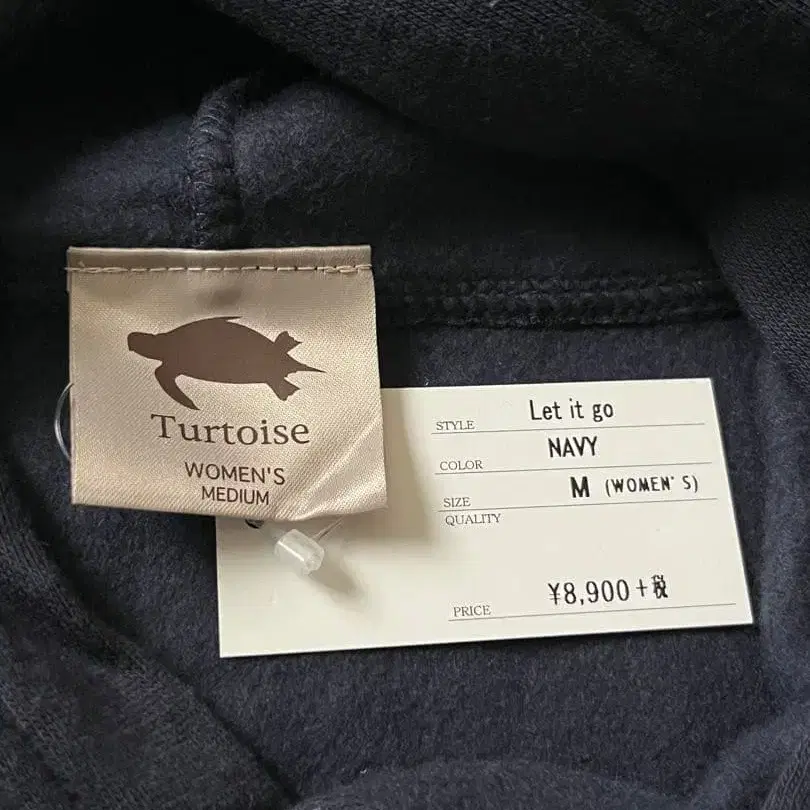 Turtoise
WOMEN'S
MEDIUM
STYLE Let it go
COLOR NAVY
SIZE M (WOMEN'S)
QUALITY
PRICE ¥8,900+税